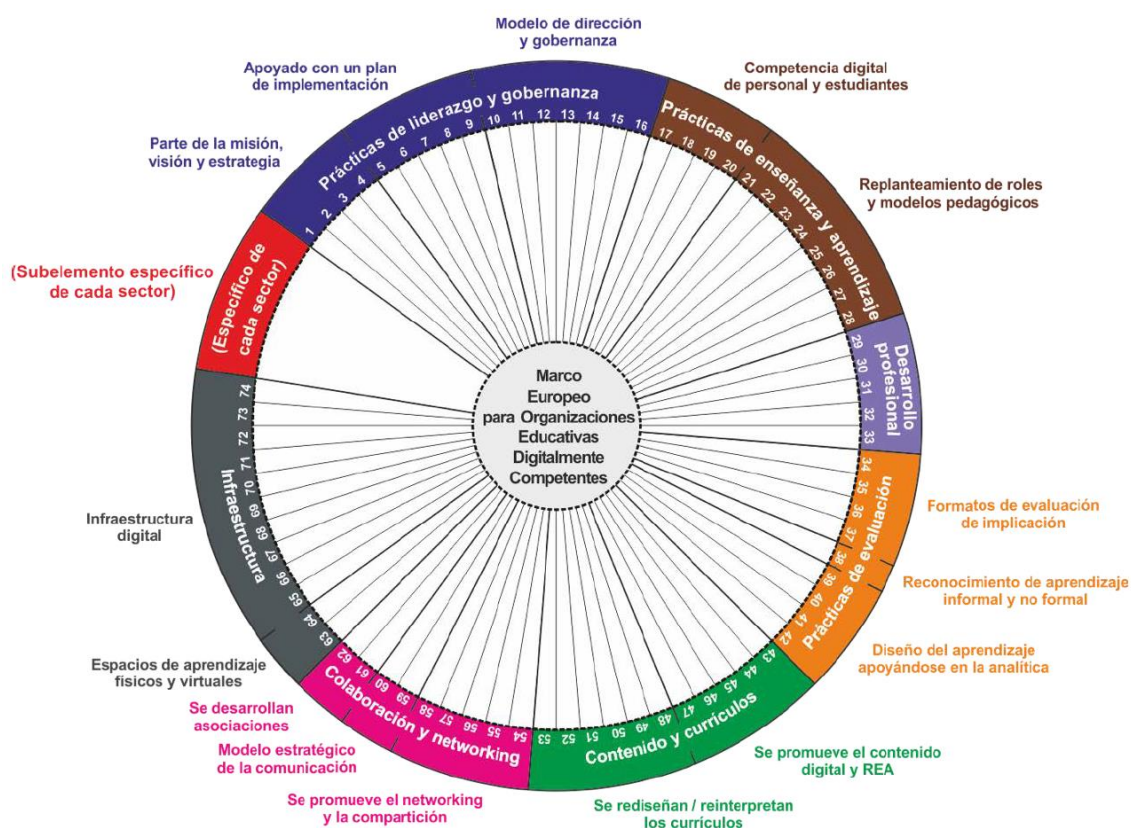 Modelo de dirección
y gobernanza
Apoyado con un plan
de implementación
Competencia digital
de personal y estudiantes
Parte de la misión,
visión y estrategia
Replanteamiento de roles
y modelos pedagógicos
(Subelemento específico
de cada sector)
Infraestructura
digital
Formatos de evaluación
de implicación
Reconocimiento de aprendizaje
informal y no formal
Diseño del aprendizaje
apoyándose en la analítica
Espacios de aprendizaje
físicos y virtuales
Se desarrollan
asociaciones
Modelo estratégico
de la comunicación
Se promueve el contenido
digital y REA
Se promueve el networking
y la compartición
Se rediseñan / reinterpretan
los currículos
Prácticas de liderazgo y gobernanza
1 2 3 4 5 6 7 8 9 10 11 12 13 14 15 16
Prácticas de enseñanza y aprendizaje
17 18 19 20 21 22 23 24 25 26 27 28
Desarrollo
profesional
29 30 31 32 33
Prácticas de evaluación
34 35 36 37 38 39 40 41 42
Contenido y currículos
43 44 45 46 47 48 49 50 51 52 53
Colaboración y networking
54 55 56 57 58 59 60 61 62
Infraestructura
63 64 65 66 67 68 69 70 71 72 73 74
(Específico de
cada sector)
Marco
Europeo
para Organizaciones
Educativas
Digitalmente
Competentes